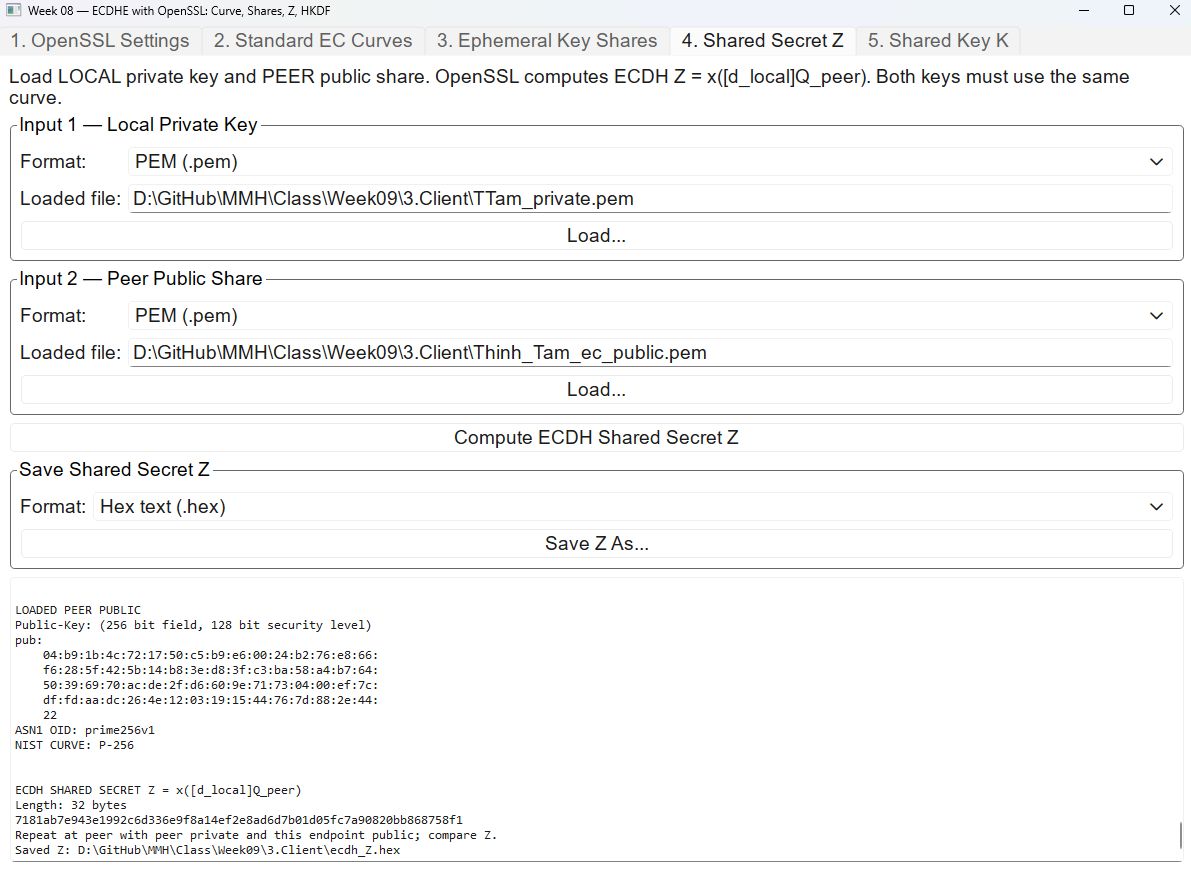 Week 08 — ECDHE with OpenSSL: Curve, Shares, Z, HKDF
1. OpenSSL Settings 2. Standard EC Curves 3. Ephemeral Key Shares 4. Shared Secret Z 5. Shared Key K
Load LOCAL private key and PEER public share. OpenSSL computes ECDH Z = x([d_local]Q_peer). Both keys must use the same
curve.
Input 1 — Local Private Key
Format: PEM (.pem)
Loaded file: D:\GitHub\MMH\Class\Week09\3.Client\TTam_private.pem
Load...
Input 2 — Peer Public Share
Format: PEM (.pem)
Loaded file: D:\GitHub\MMH\Class\Week09\3.Client\Thinh_Tam_ec_public.pem
Load...
Compute ECDH Shared Secret Z
Save Shared Secret Z
Format: Hex text (.hex)
Save Z As...
LOADED PEER PUBLIC
Public-Key: (256 bit field, 128 bit security level)
pub:
04:b9:1b:4c:72:17:50:c5:b9:e6:00:24:b2:76:e8:66:
f6:28:5f:42:5b:14:b8:3e:d8:3f:c3:ba:58:a4:b7:64:
50:39:69:70:ac:de:2f:d6:60:9e:71:73:04:00:ef:7c:
df:fd:aa:dc:26:4e:12:03:19:15:44:76:7d:88:2e:44:
22
ASN1 OID: prime256v1
NIST CURVE: P-256
ECDH SHARED SECRET Z = x([d_local]Q_peer)
Length: 32 bytes
7181ab7e943e1992c6d336e9f8a14ef2e8ad6d7b01d05fc7a90820bb868758f1
Repeat at peer with peer private and this endpoint public; compare Z.
Saved Z: D:\GitHub\MMH\Class\Week09\3.Client\ecdh_Z.hex